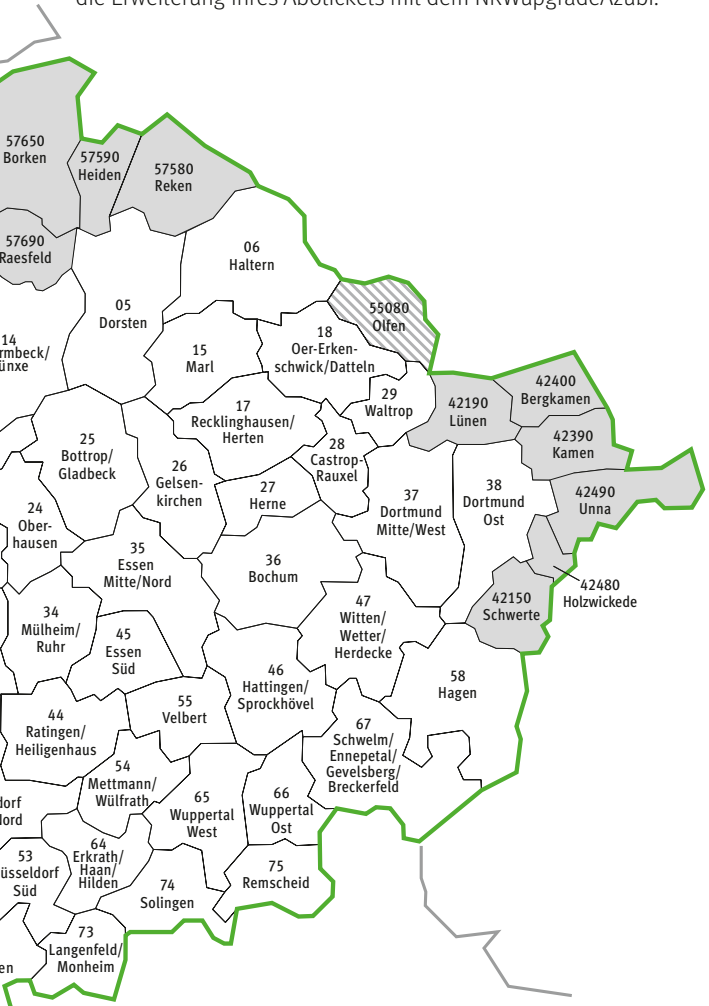 die Erweiterung Ihres Abotickets mit dem NRWupgradeAzubi.
57650
Borken
57590
Heiden
57580
Reken
57690
Raesfeld
06
Haltern
05
Dorsten
55080
Olfen
14
rmbeck/
ünxe
15
Marl
18
Oer-Erken-
schwick/Datteln
29
Waltrop
42190
Lünen
42400
Bergkamen
42390
Kamen
42490
Unna
17
Recklinghausen/
Herten
28
Castrop-
Rauxel
25
Bottrop/
Gladbeck
26
Gelsen-
kirchen
27
Herne
37
Dortmund
Mitte/West
38
Dortmund
Ost
24
Ober-
hausen
35
Essen
Mitte/Nord
36
Bochum
42480
Holzwickede
42150
Schwerte
34
Mülheim/
Ruhr
45
Essen
Süd
47
Witten/
Wetter/
Herdecke
46
Hattingen/
Sprockhövel
58
Hagen
44
Ratingen/
Heiligenhaus
55
Velbert
67
Schwelm/
Ennepetal/
Gevelsberg/
Breckerfeld
54
Mettmann/
Wülfrath
65
Wuppertal
West
66
Wuppertal
Ost
dorf
Nord
53
üsseldorf
Süd
64
Erkrath/
Haan/
Hilden
74
Solingen
75
Remscheid
73
Langenfeld/
Monheim
en